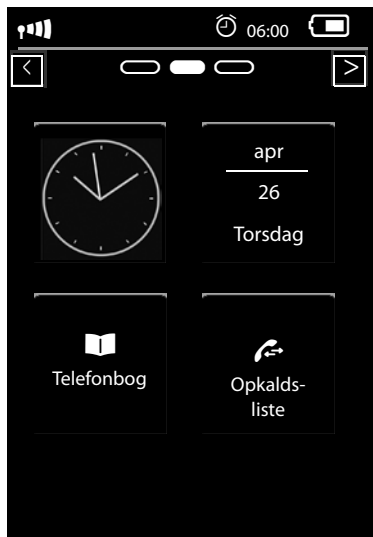 06:00
< >
apr
26
Torsdag
Telefonbog
Opkalds-
liste